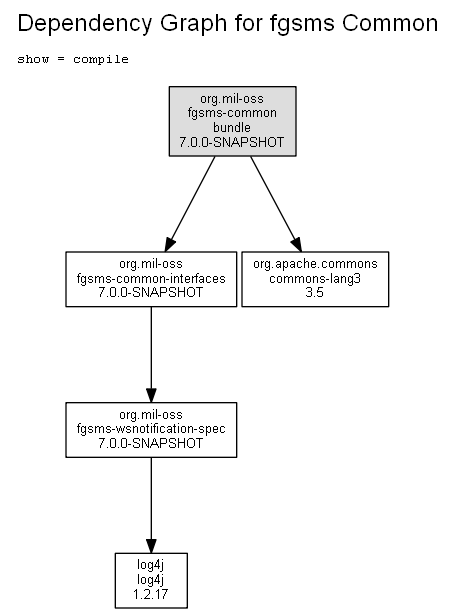 Dependency Graph for fgsms Common
show = compile
org.mil-oss
fgsms-common
bundle
7.0.0-SNAPSHOT
org.mil-oss
fgsms-common-interfaces
7.0.0-SNAPSHOT
org.apache.commons
commons-lang3
3.5
org.mil-oss
fgsms-wsnotification-spec
7.0.0-SNAPSHOT
log4j
log4j
1.2.17